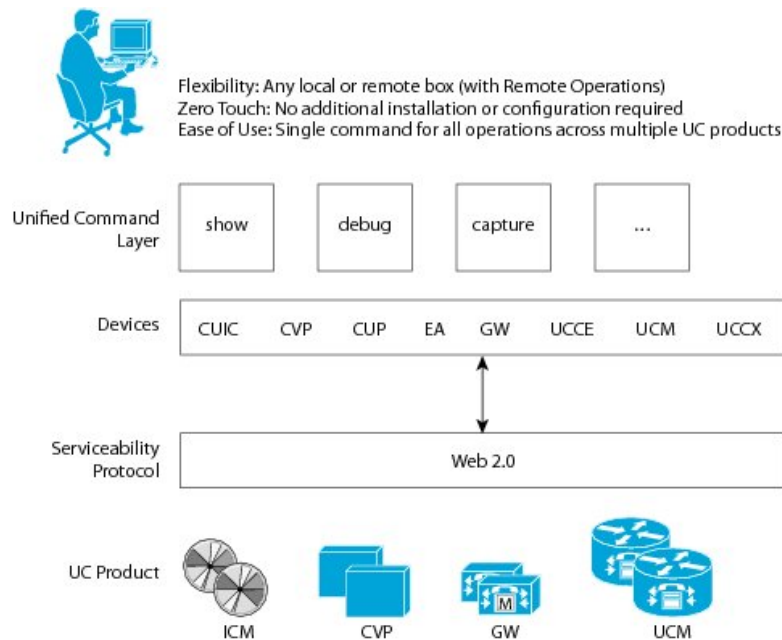 Flexibility: Any local or remote box (with Remote Operations)
Zero Touch: No additional installation or configuration required
Ease of Use: Single command for all operations across multiple UC products
Unified Command
Layer
show
debug
capture
...
Devices
CUIC
CVP
CUP
EA
GW
UCCE
UCM
UCCX
Serviceability
Protocol
Web 2.0
UC Product
M
ICM
CVP
GW
UCM